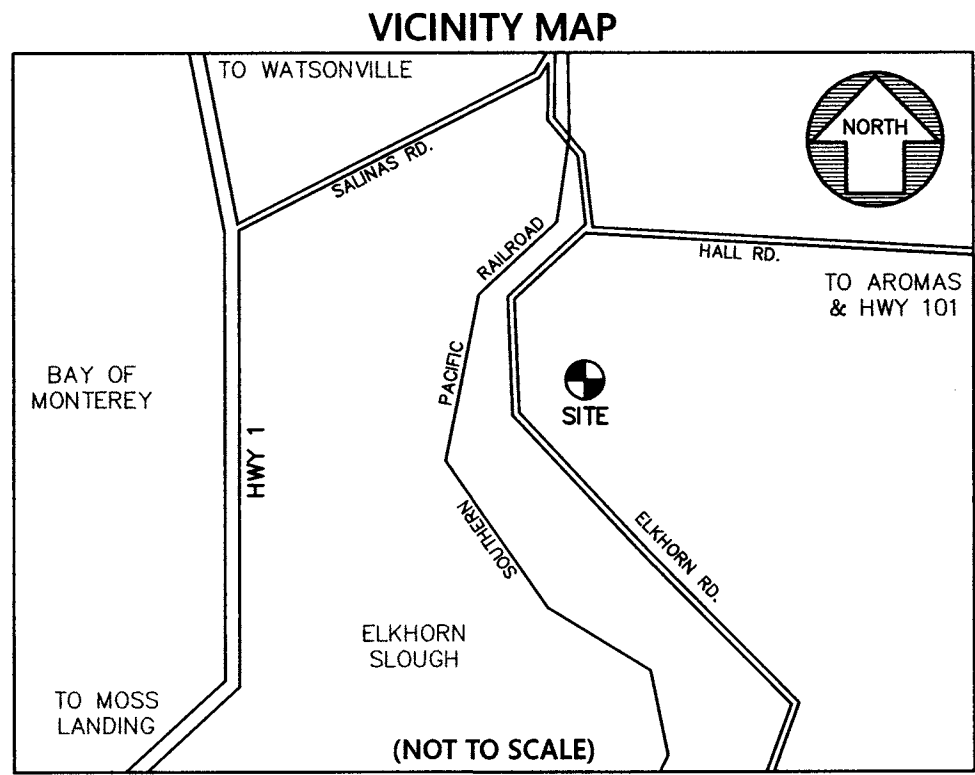 VICINITY MAP
TO WATSONVILLE
NORTH
SALINAS RD.
RAILROAD
HALL RD.
TO AROMAS
& HWY 101
BAY OF
MONTEREY
PACIFIC
SITE
HWY 1
SOUTHERN
ELKHORN RD.
ELKHORN
SLOUGH
TO MOSS
LANDING
(NOT TO SCALE)